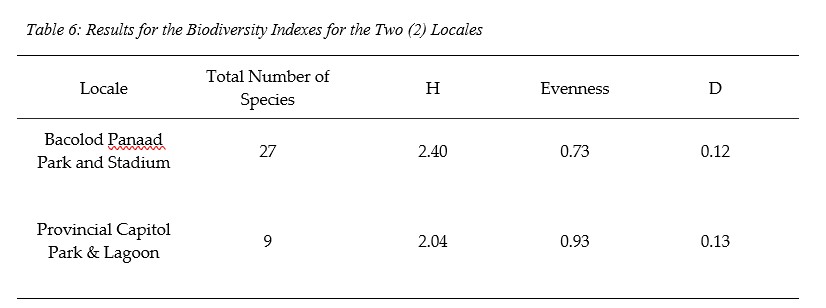 Table 6: Results for the Biodiversity Indexes for the Two (2) Locales
Locale
Total Number of
Species
H
Evenness
D
Bacolod Panaad
Park and Stadium
27
2.40
0.73
0.12
Provincial Capitol
Park & Lagoon
9
2.04
0.93
0.13